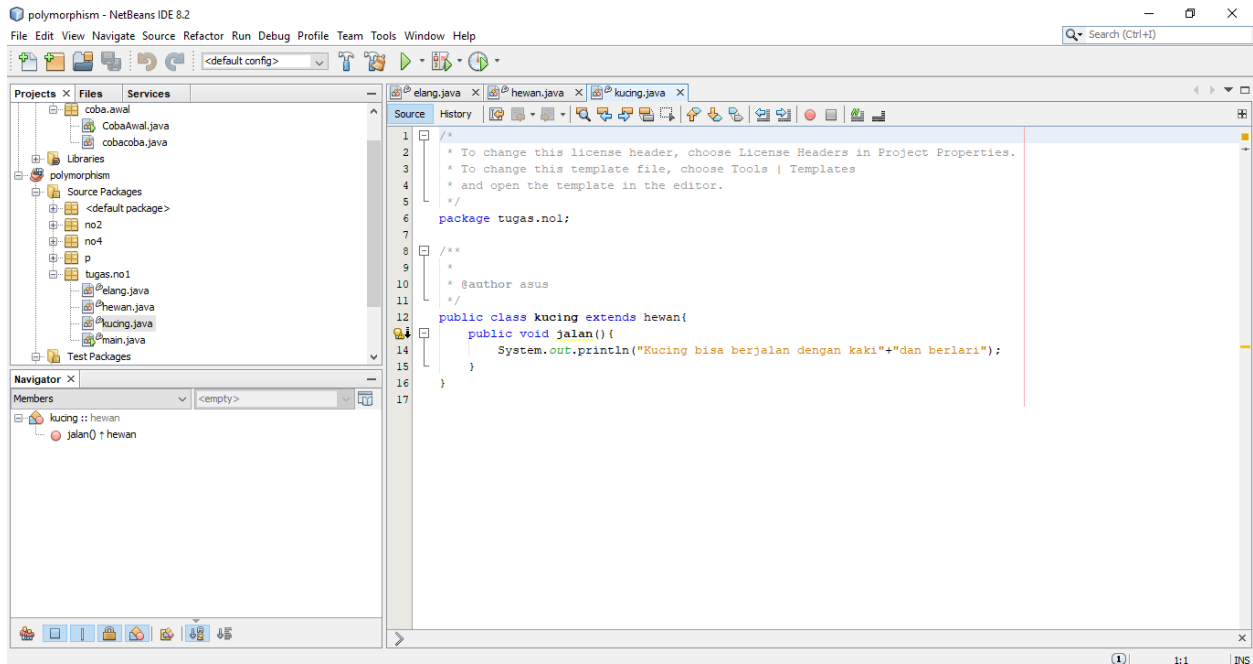 polymorphism - NetBeans IDE 8.2
File Edit View Navigate Source Refactor Run Debug Profile Team Tools Window Help
Search (Ctrl+I)
<default config>
Projects Files Services
coba.awal
CobaAwal.java
cobacoba.java
Libraries
polymorphism
Source Packages
<default package>
no2
no4
p
tugas.no1
elang.java
hewan.java
kucing.java
main.java
Test Packages
Navigator
Members <empty>
kucing :: hewan
jalan() ↑ hewan
elang.java hewan.java kucing.java
Source History
1 /*
2 * To change this license header, choose License Headers in Project Properties.
3 * To change this template file, choose Tools | Templates
4 * and open the template in the editor.
5 */
6 package tugas.no1;
7
8 /**
9 *
10 * @author asus
11 */
12 public class kucing extends hewan{
public void jalan(){
14 System.out.println("Kucing bisa berjalan dengan kaki"+"dan berlari");
15 }
16 }
17
1 1:1 INS